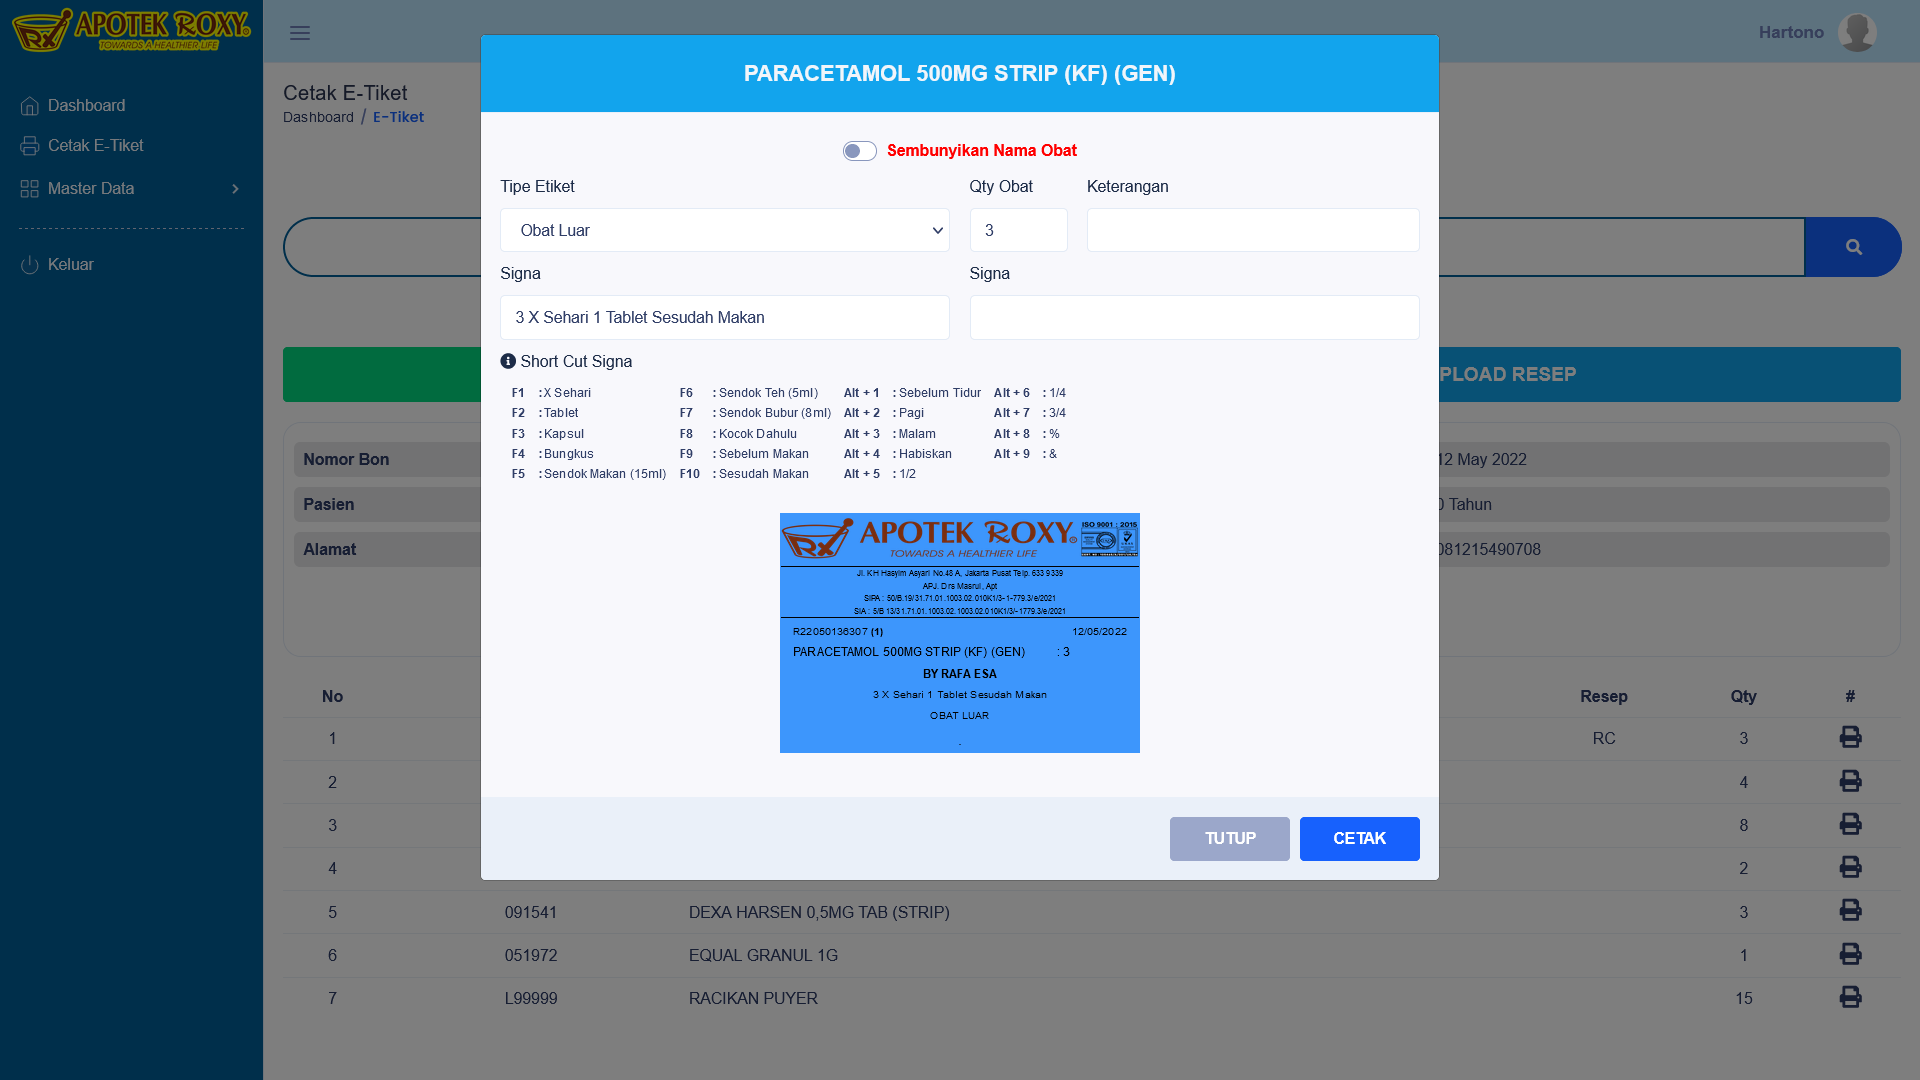 APOTEK ROXY
TOWARDS A HEALTHIER LIFE
Hartono
Dashboard
Cetak E-Tiket
Master Data
Keluar
Cetak E-Tiket
Dashboard / E-Tiket
PARACETAMOL 500MG STRIP (KF) (GEN)
Sembunyikan Nama Obat
Tipe Etiket Qty Obat Keterangan
Obat Luar 3
Signa Signa
3 X Sehari 1 Tablet Sesudah Makan
Short Cut Signa
F1 : X Sehari F6 : Sendok Teh (5ml) Alt + 1 : Sebelum Tidur Alt + 6 : 1/4
F2 : Tablet F7 : Sendok Bubur (8ml) Alt + 2 : Pagi Alt + 7 : 3/4
F3 : Kapsul F8 : Kocok Dahulu Alt + 3 : Malam Alt + 8 : %
F4 : Bungkus F9 : Sebelum Makan Alt + 4 : Habiskan Alt + 9 : &
F5 : Sendok Makan (15ml) F10 : Sesudah Makan Alt + 5 : 1/2
APOTEK ROXY
TOWARDS A HEALTHIER LIFE
ISO 9001 : 2015
Jl. KH Hasyim Asyari No.48 A, Jakarta Pusat Telp. 633 9339
APJ. Drs Masrul, Apt
SIPA : 50/B.19/31.71.01.1003.02.010K1/3-1-779.3/e/2021
SIA : 5/B 13/31.71.01.1003.02.1003.02.010K1/3/-1779.3/e/2021
R22050136307 (1) 12/05/2022
PARACETAMOL 500MG STRIP (KF) (GEN) : 3
BY RAFA ESA
3 X Sehari 1 Tablet Sesudah Makan
OBAT LUAR
.
TUTUP CETAK
PLOAD RESEP
Nomor Bon 12 May 2022
Pasien 0 Tahun
Alamat 081215490708
No Resep Qty #
1 RC 3
2 4
3 8
4 2
5 091541 DEXA HARSEN 0,5MG TAB (STRIP) 3
6 051972 EQUAL GRANUL 1G 1
7 L99999 RACIKAN PUYER 15